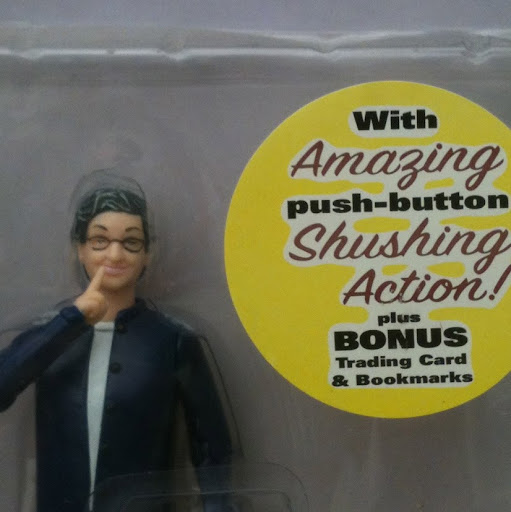 With
Amazing
push-button
Shushing
Action!
plus
BONUS
Trading Card
& Bookmarks